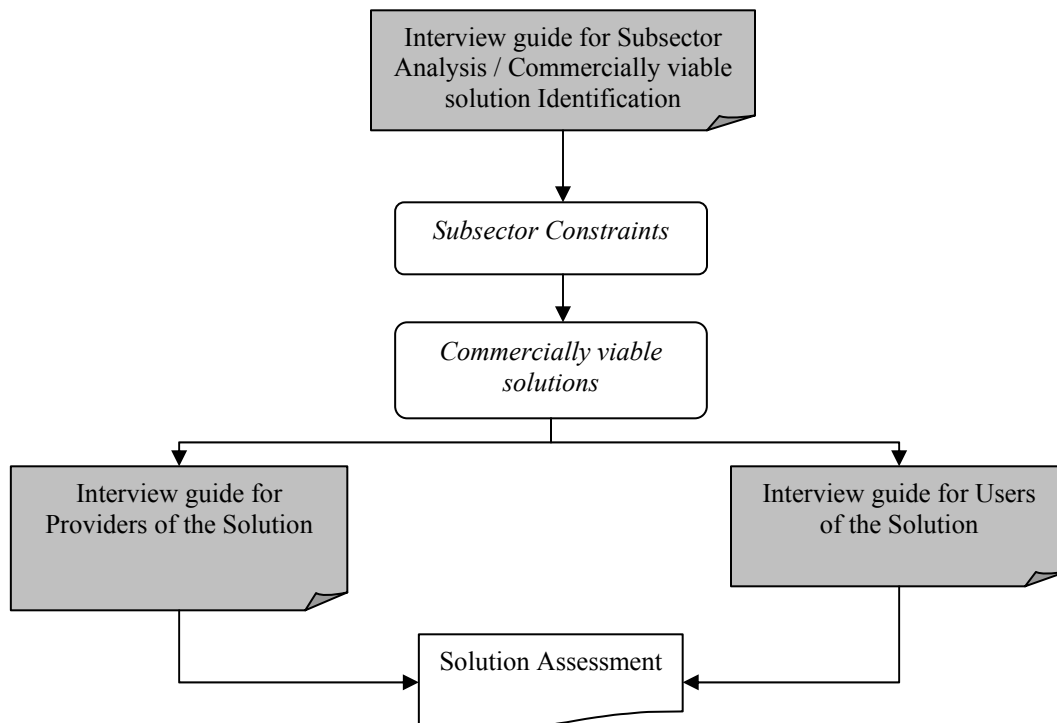 Interview guide for Subsector
Analysis / Commercially viable
solution Identification
Subsector Constraints
Commercially viable
solutions
Interview guide for
Providers of the Solution
Interview guide for Users
of the Solution
Solution Assessment